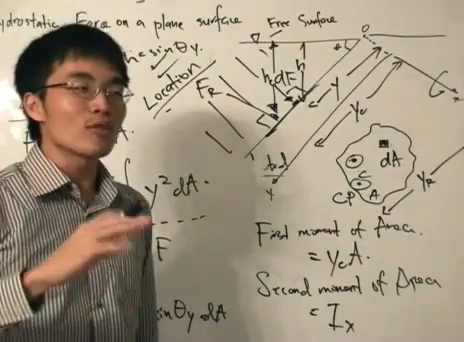 ydrostatic Force on a plane surface
Free Surface
h = sinθ y.
Location
F_R
h
dF
h
O
y
y_c
y_R
x
y
dA
C
CP
A
∫ y² dA.
F
sinθ y dA
First moment of Area.
= y_c A.
Second moment of Area
= I_x